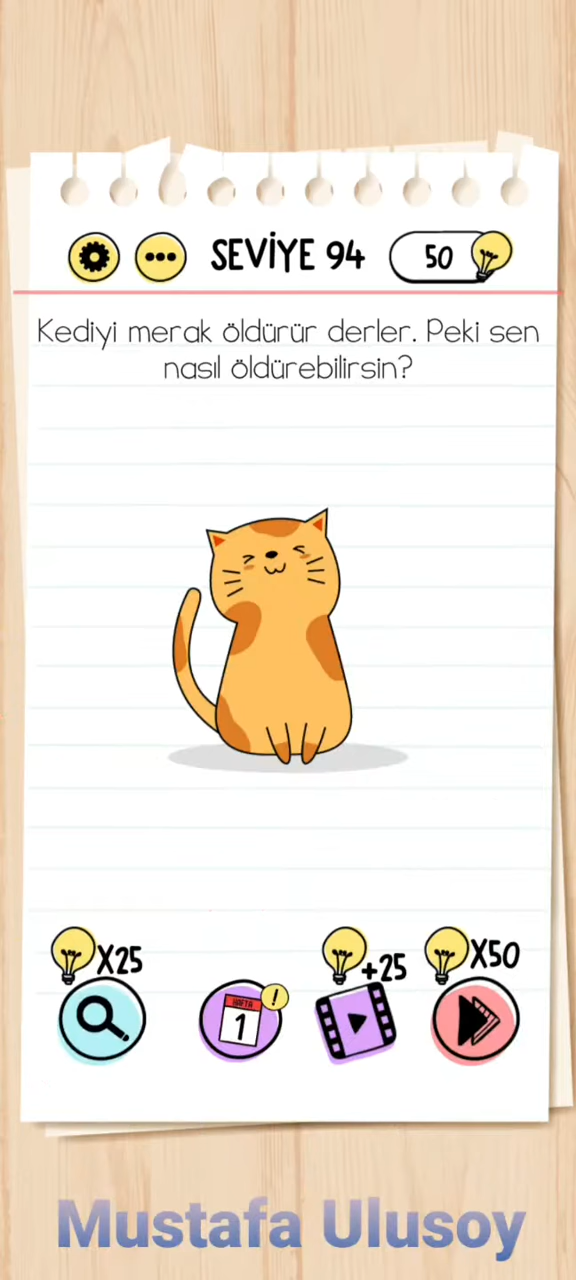 SEVİYE 94
50
Kediyi merak öldürür derler. Peki sen
nasıl öldürebilirsin?
X25
+25
X50
HAFTA
1
!
Mustafa Ulusoy